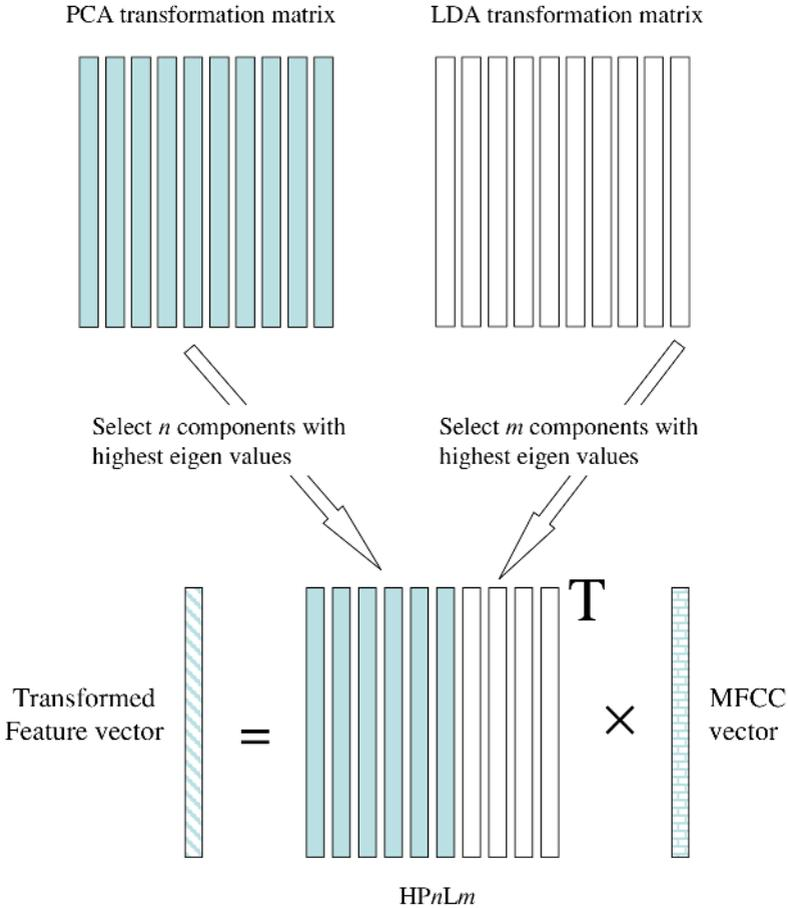 PCA transformation matrix
LDA transformation matrix
Select n components with
highest eigen values
Select m components with
highest eigen values
T
Transformed
Feature vector
=
×
MFCC
vector
HPnLm